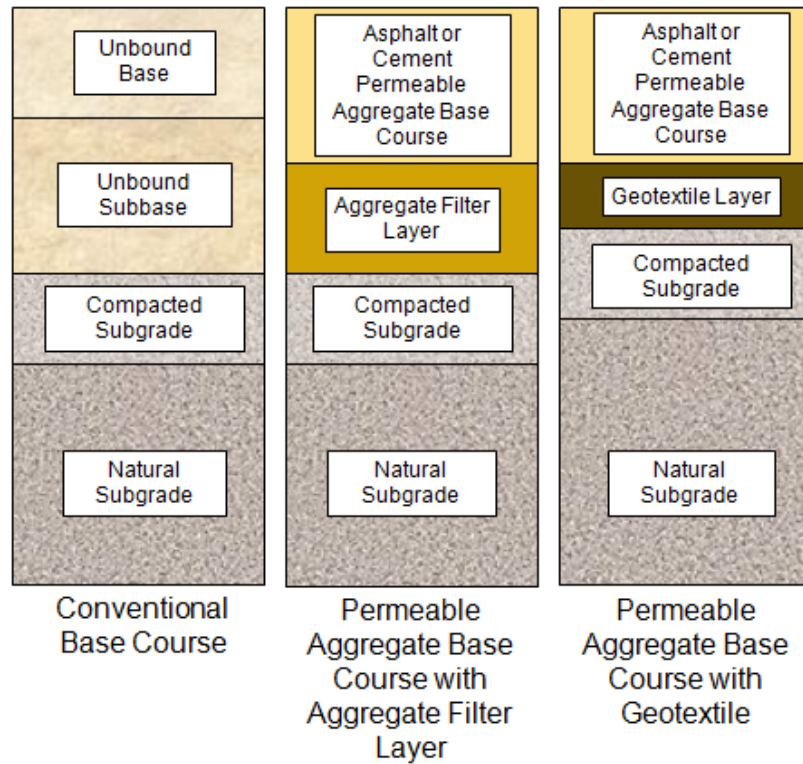 Unbound
Base
Unbound
Subbase
Compacted
Subgrade
Natural
Subgrade
Conventional
Base Course
Asphalt or
Cement
Permeable
Aggregate Base
Course
Aggregate Filter
Layer
Compacted
Subgrade
Natural
Subgrade
Permeable
Aggregate Base
Course with
Aggregate Filter
Layer
Asphalt or
Cement
Permeable
Aggregate Base
Course
Geotextile Layer
Compacted
Subgrade
Natural
Subgrade
Permeable
Aggregate Base
Course with
Geotextile